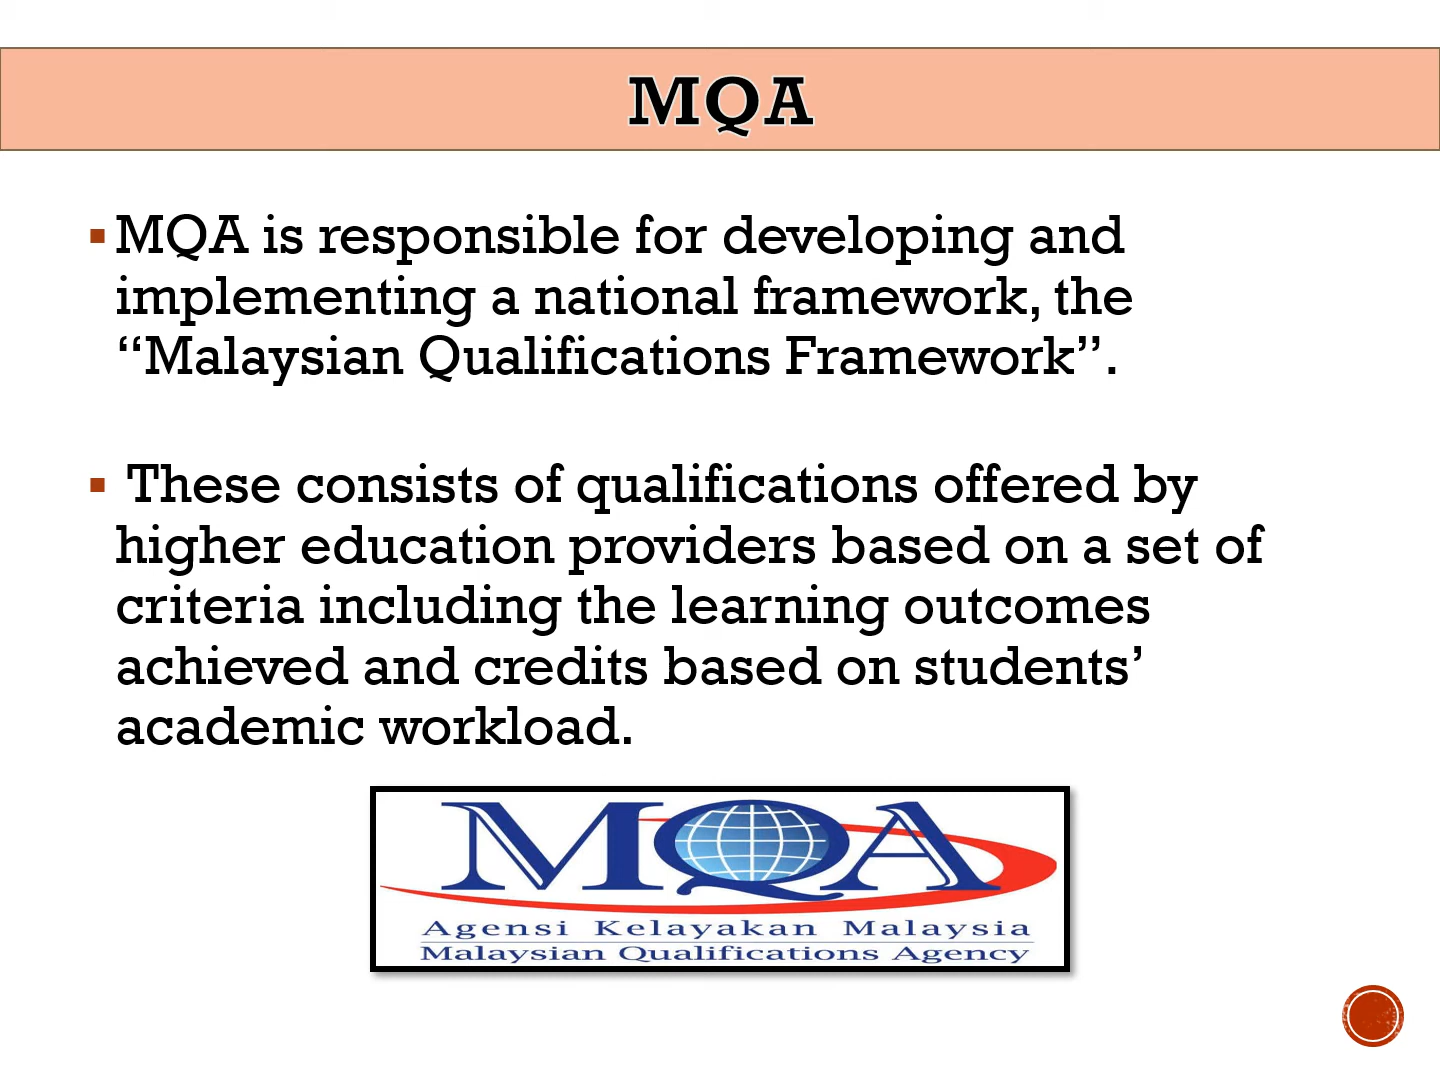 MQA
▪ MQA is responsible for developing and
implementing a national framework, the
“Malaysian Qualifications Framework”.
▪ These consists of qualifications offered by
higher education providers based on a set of
criteria including the learning outcomes
achieved and credits based on students’
academic workload.
MQA
Agensi Kelayakan Malaysia
Malaysian Qualifications Agency